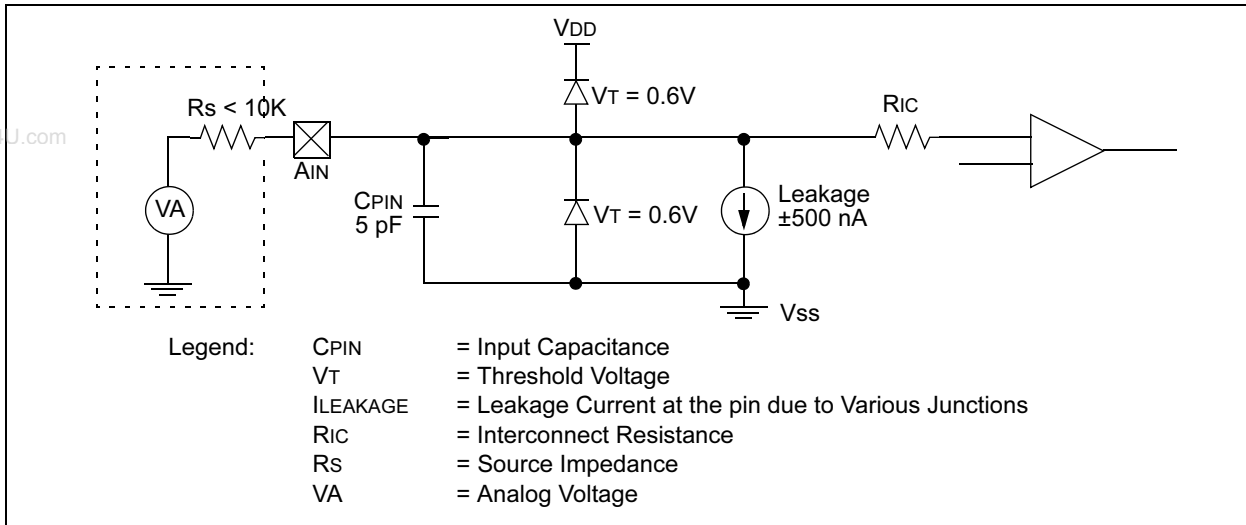 VDD
VT = 0.6V
Rs < 10K
RIC
4U.com
AIN
VA
CPIN
5 pF
VT = 0.6V
Leakage
±500 nA
Vss
Legend: CPIN = Input Capacitance
VT = Threshold Voltage
ILEAKAGE = Leakage Current at the pin due to Various Junctions
RIC = Interconnect Resistance
RS = Source Impedance
VA = Analog Voltage